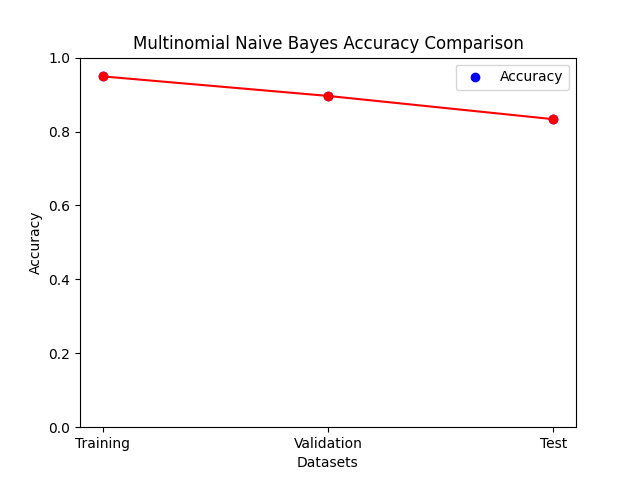 Multinomial Naive Bayes Accuracy Comparison
1.0
Accuracy
0.8
0.6
Accuracy
0.4
0.2
0.0
Training Validation Test
Datasets